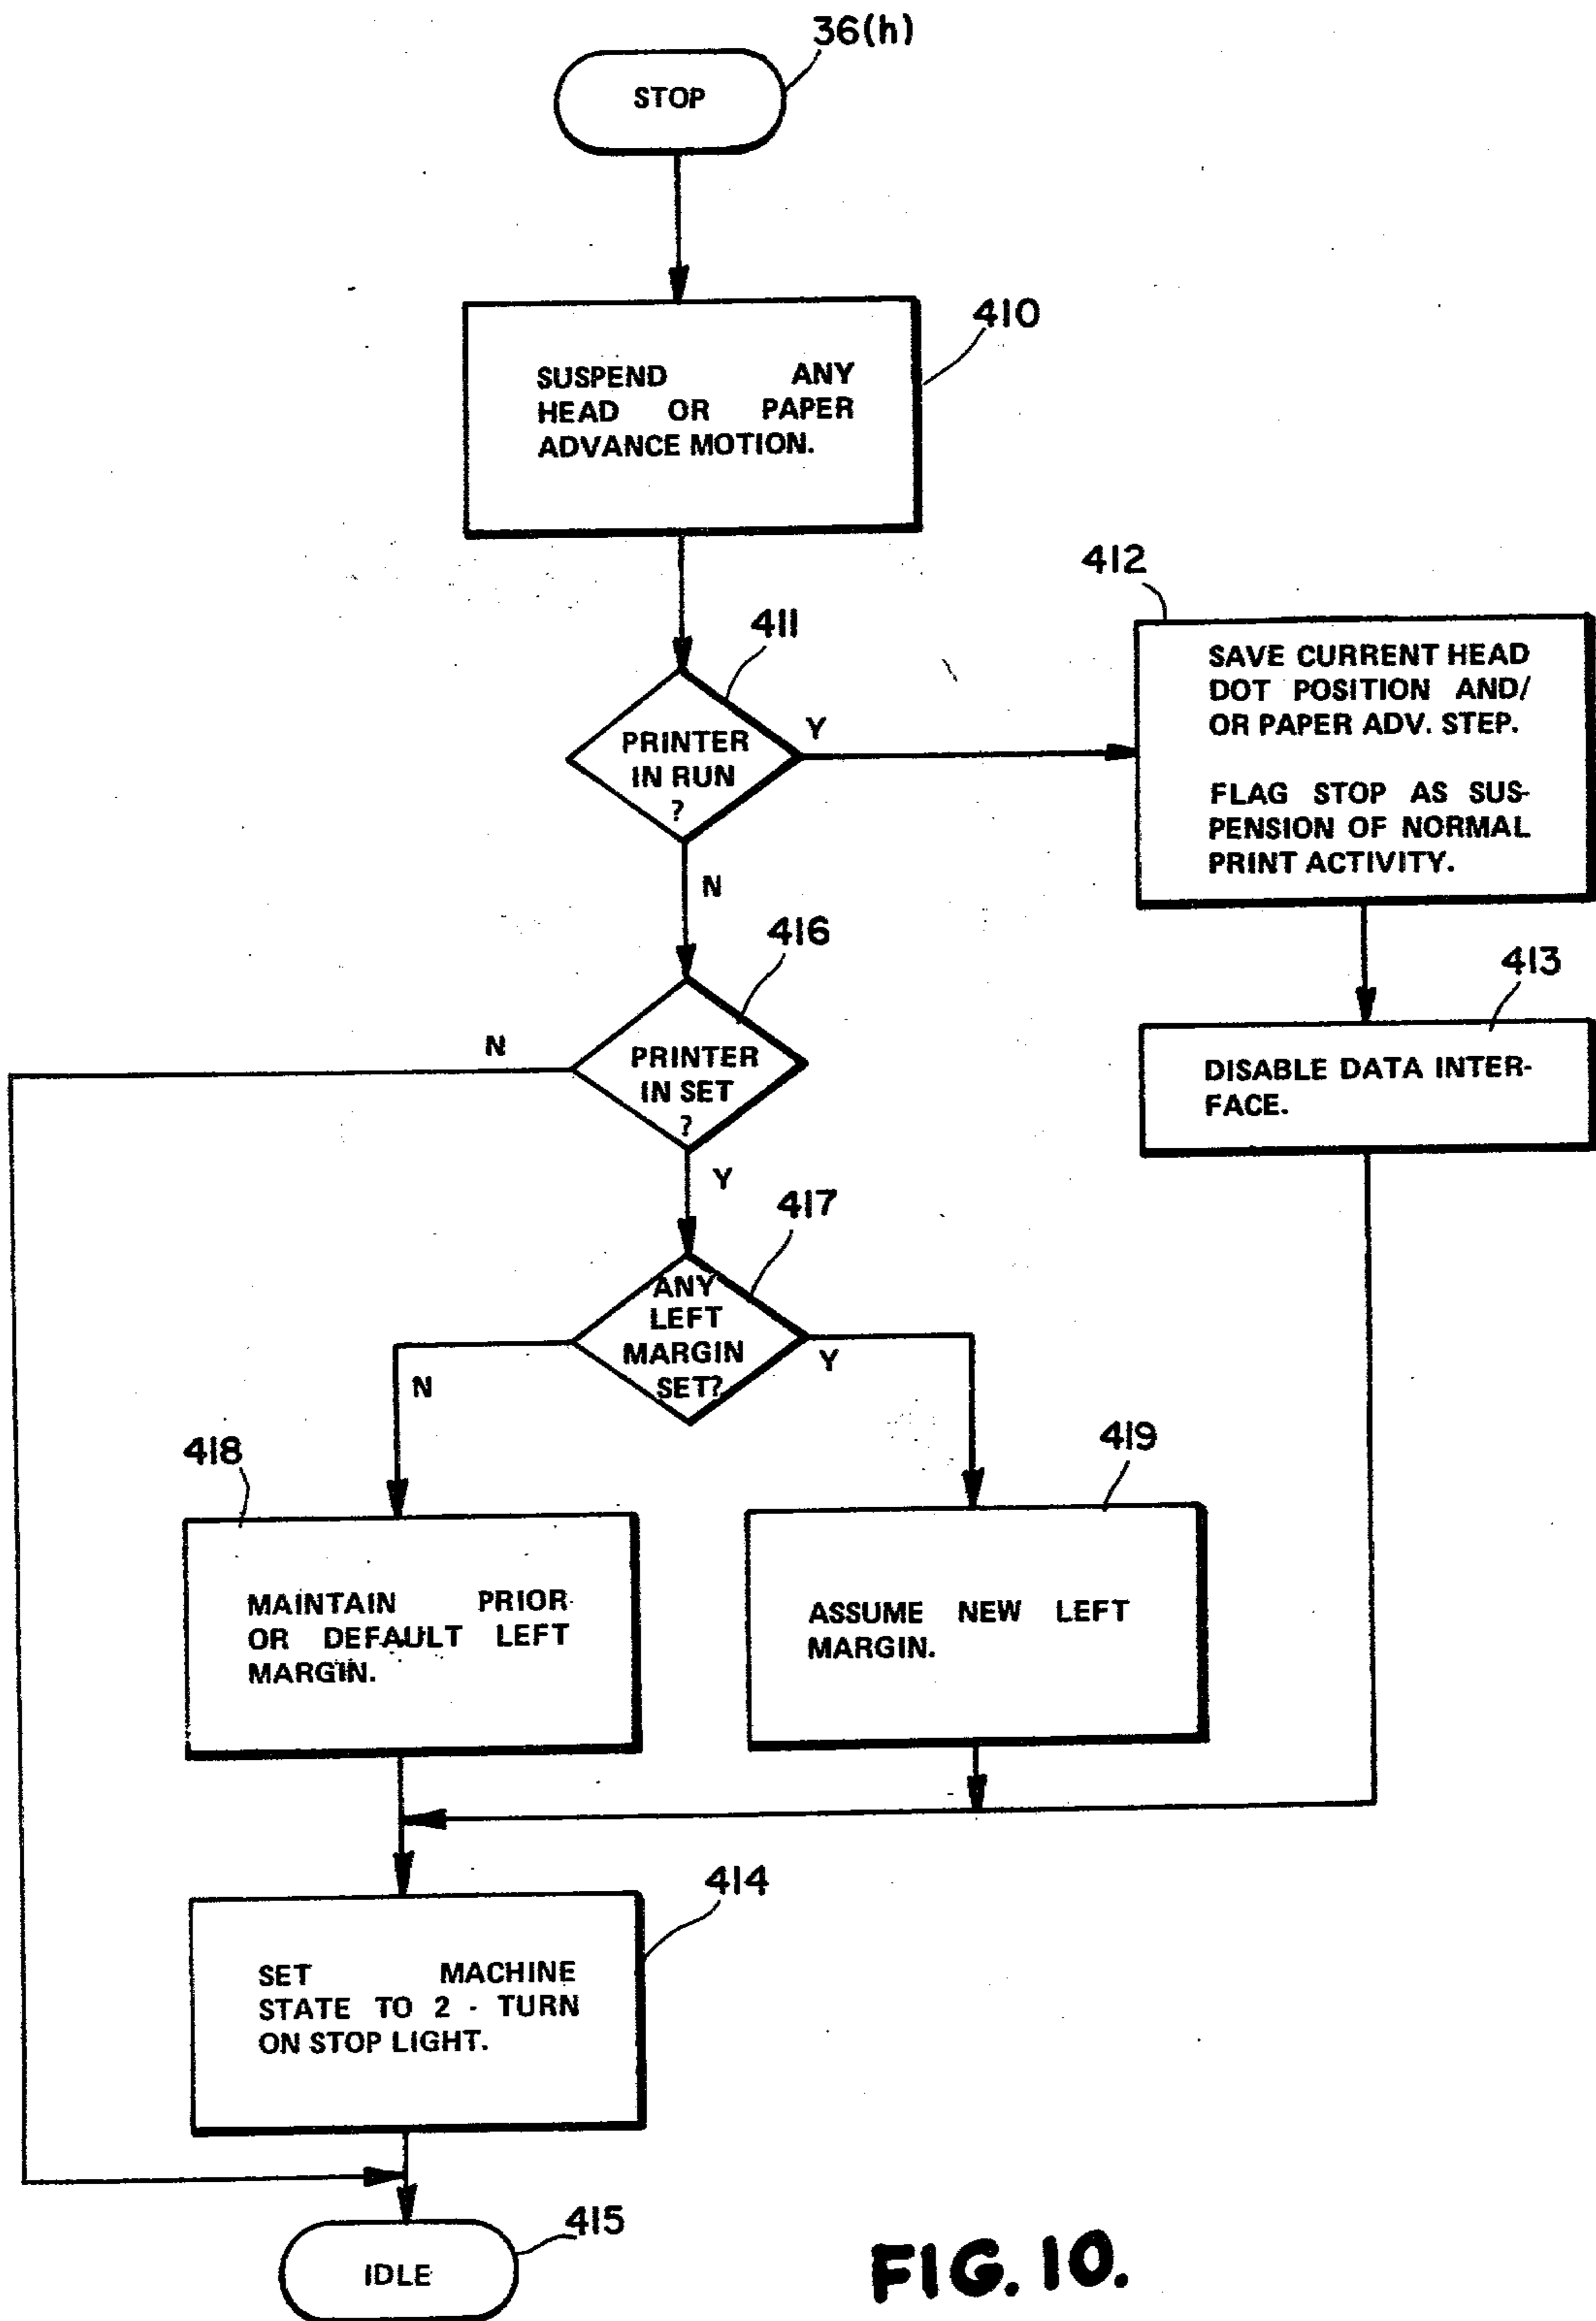 36(h)
STOP
410
SUSPEND ANY
HEAD OR PAPER
ADVANCE MOTION.
411
PRINTER
IN RUN
?
Y
N
412
SAVE CURRENT HEAD
DOT POSITION AND/
OR PAPER ADV. STEP.
FLAG STOP AS SUS-
PENSION OF NORMAL
PRINT ACTIVITY.
413
DISABLE DATA INTER-
FACE.
416
PRINTER
IN SET
?
N
Y
417
ANY
LEFT
MARGIN
SET?
N
Y
418
MAINTAIN PRIOR
OR DEFAULT LEFT
MARGIN.
419
ASSUME NEW LEFT
MARGIN.
414
SET MACHINE
STATE TO 2 - TURN
ON STOP LIGHT.
415
IDLE
FIG. 10.